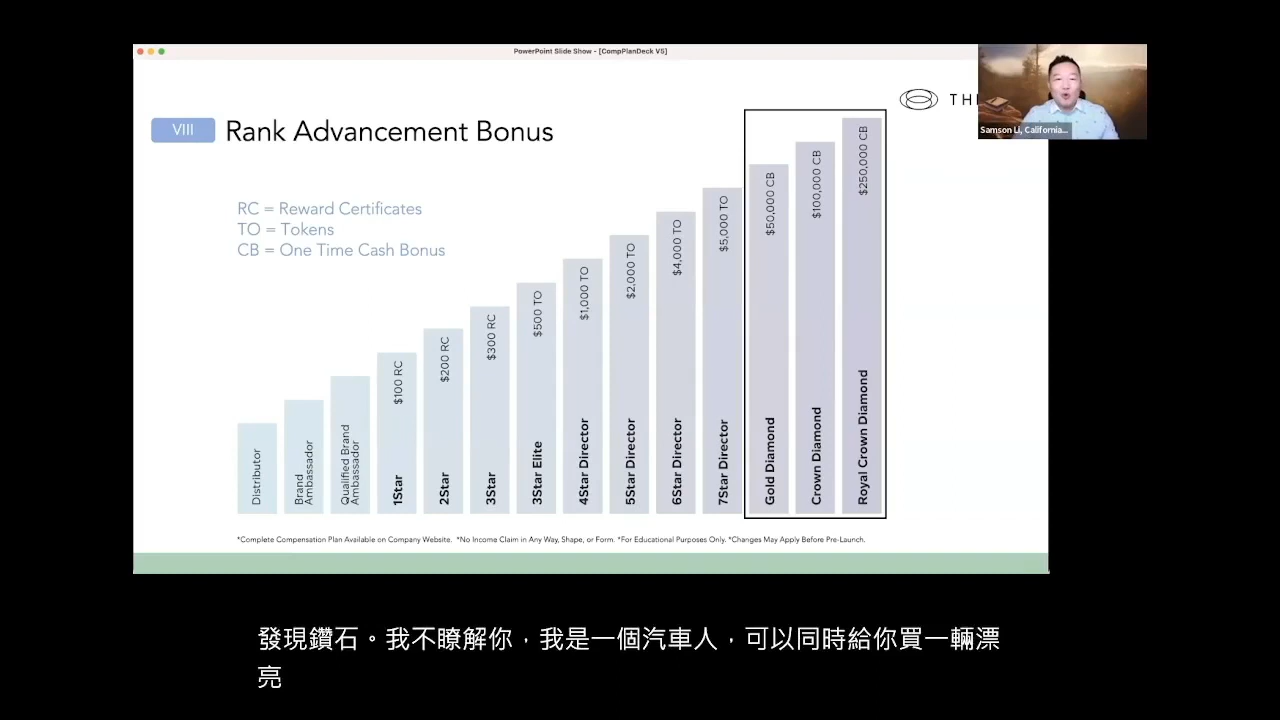 PowerPoint Slide Show - [CompPlanDeck V5]
TH
Samson Li, California...
VIII
Rank Advancement Bonus
RC = Reward Certificates
TO = Tokens
CB = One Time Cash Bonus
Distributor
Brand
Ambassador
Qualified Brand
Ambassador
$100 RC
1Star
$200 RC
2Star
$300 RC
3Star
$500 TO
3Star Elite
$1,000 TO
4Star Director
$2,000 TO
5Star Director
$4,000 TO
6Star Director
$5,000 TO
7Star Director
$50,000 CB
Gold Diamond
$100,000 CB
Crown Diamond
$250,000 CB
Royal Crown Diamond
*Complete Compensation Plan Available on Company Website. *No Income Claim in Any Way, Shape, or Form. *For Educational Purposes Only. *Changes May Apply Before Pre-Launch.
發現鑽石。我不瞭解你，我是一個汽車人，可以同時給你買一輛漂
亮